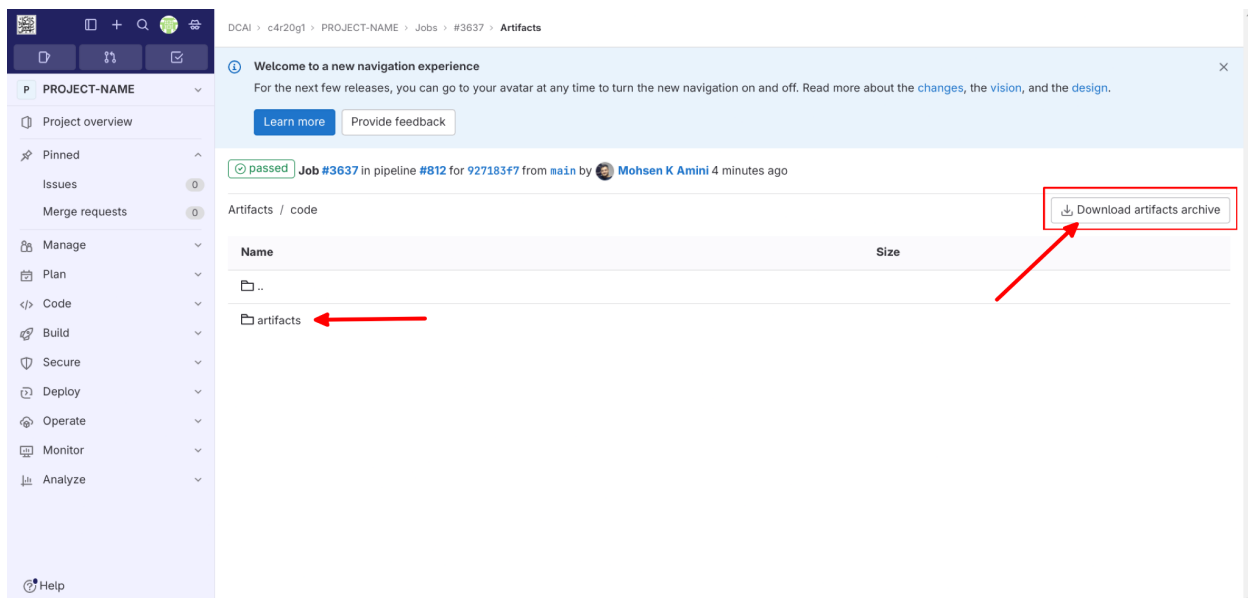 DCAI › c4r20g1 › PROJECT-NAME › Jobs › #3637 › Artifacts
P PROJECT-NAME
Project overview
Pinned
Issues 0
Merge requests 0
Manage
Plan
Code
Build
Secure
Deploy
Operate
Monitor
Analyze
Help
Welcome to a new navigation experience
For the next few releases, you can go to your avatar at any time to turn the new navigation on and off. Read more about the changes, the vision, and the design.
Learn more Provide feedback
passed Job #3637 in pipeline #812 for 927183f7 from main by Mohsen K Amini 4 minutes ago
Artifacts / code Download artifacts archive
Name Size
..
artifacts